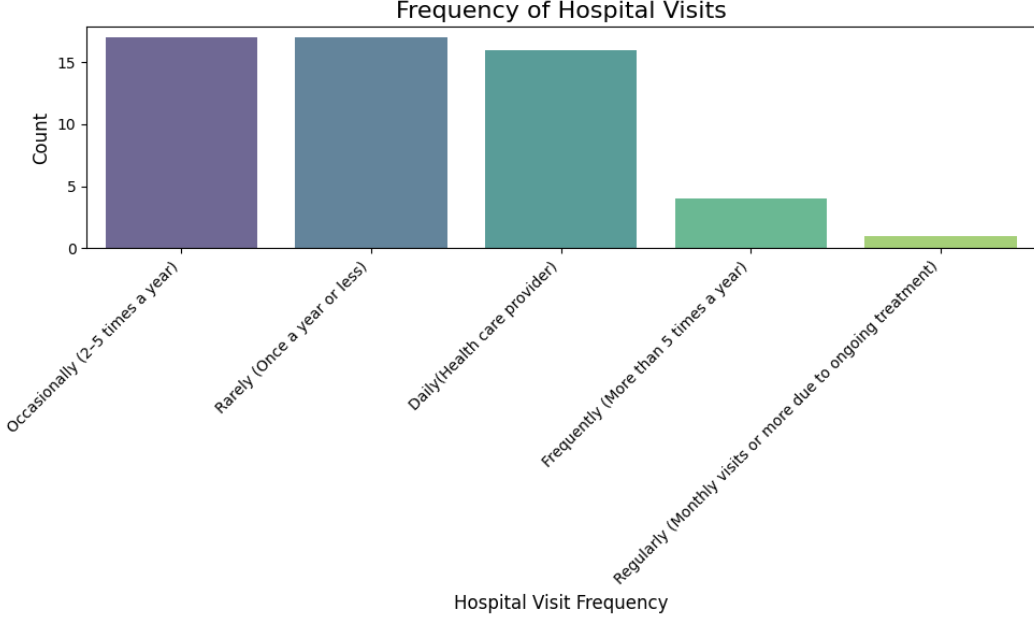 Frequency of Hospital Visits
Count
15
10
5
0
Occasionally (2–5 times a year)
Rarely (Once a year or less)
Daily(Health care provider)
Frequently (More than 5 times a year)
Regularly (Monthly visits or more due to ongoing treatment)
Hospital Visit Frequency